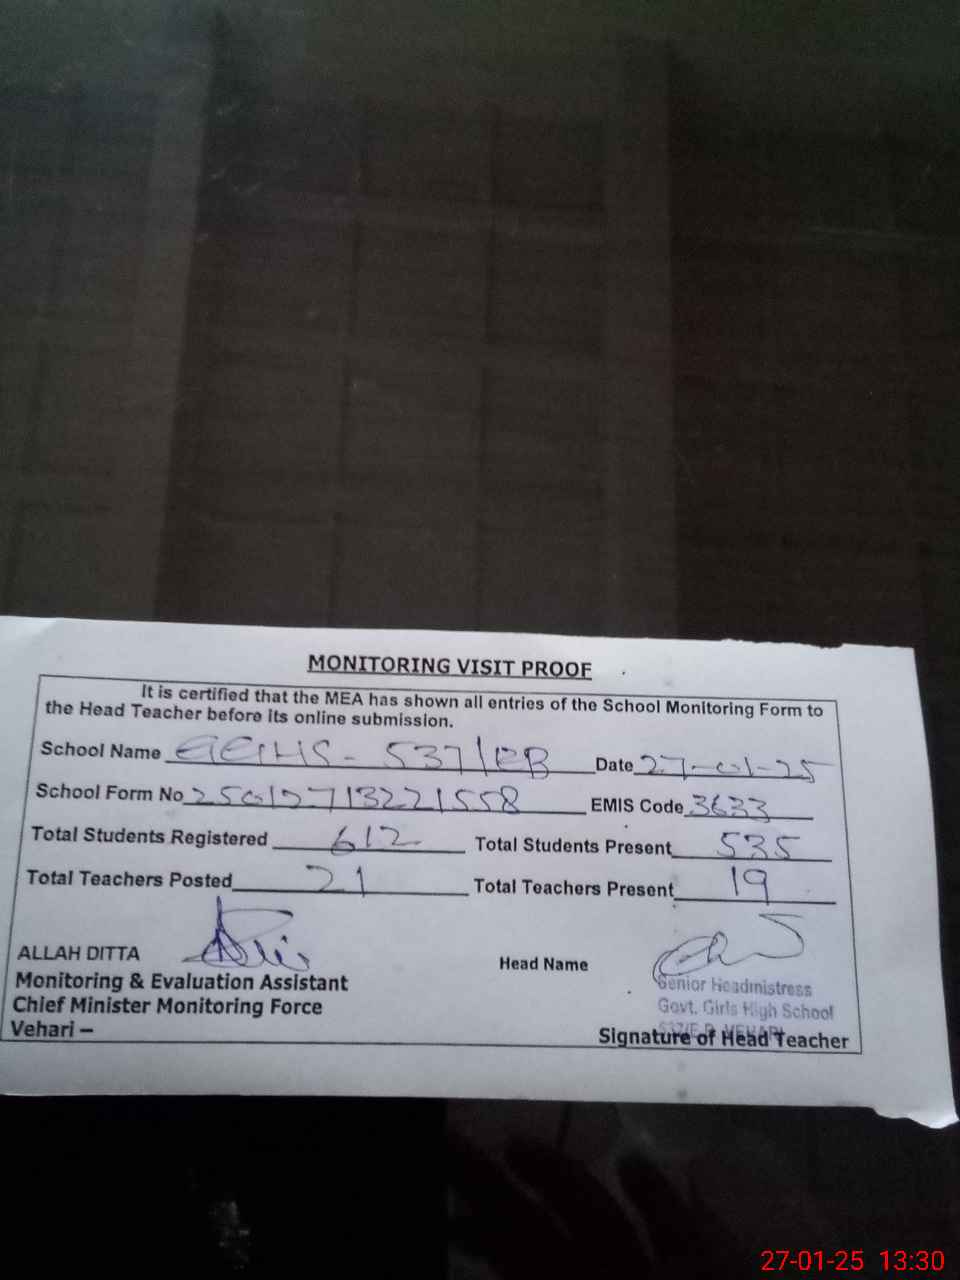 MONITORING VISIT PROOF
It is certified that the MEA has shown all entries of the School Monitoring Form to
the Head Teacher before its online submission.
School Name GGHS - 537/EB Date 27-01-25
School Form No 2501271322 1558 EMIS Code 3633
Total Students Registered 612 Total Students Present 535
Total Teachers Posted 21 Total Teachers Present 19
ALLAH DITTA
Monitoring & Evaluation Assistant Head Name
Chief Minister Monitoring Force
Vehari –
Senior Headmistress
Govt. Girls High School
537/E.B. VEHARI
Signature of Head Teacher
27-01-25 13:30